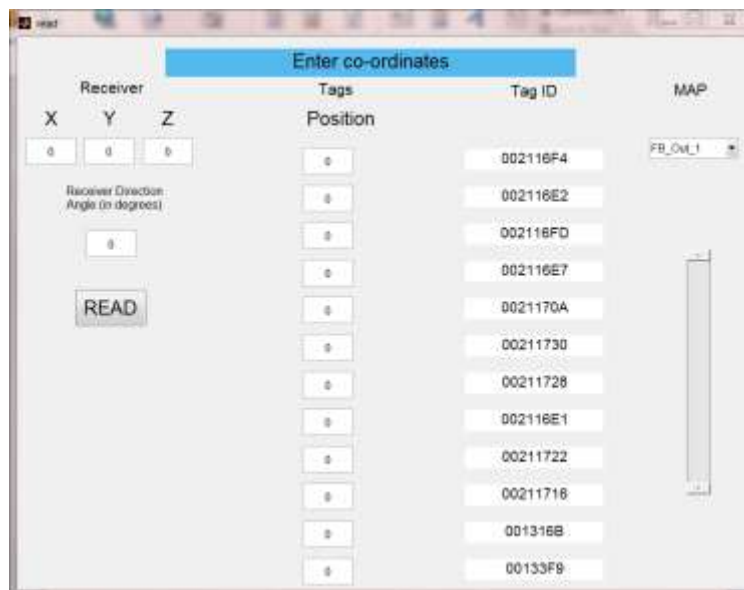 read
Enter co-ordinates
Receiver Tags Tag ID MAP
X Y Z Position
0 0 0 0 002116F4 FB_Out_1
Receiver Direction
Angle (in degrees)
0 002116E2
0 0 002116FD
0 002116E7
READ 0 0021170A
0 00211730
0 00211728
0 002116E1
0 00211722
0 00211716
0 001316B
0 00133F9